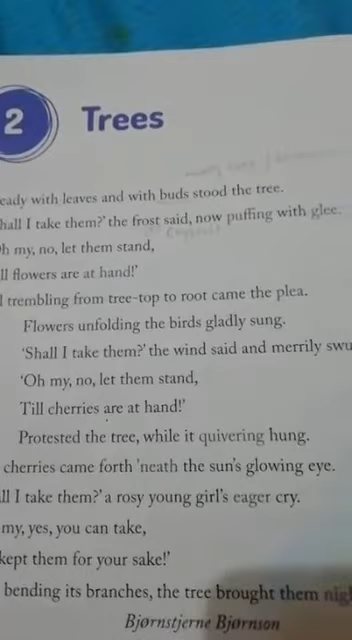 2 Trees
eady with leaves and with buds stood the tree.
hall I take them?' the frost said, now puffing with glee.
h my, no, let them stand,
ll flowers are at hand!'
l trembling from tree-top to root came the plea.
Flowers unfolding the birds gladly sung.
'Shall I take them?' the wind said and merrily swu
'Oh my, no, let them stand,
Till cherries are at hand!'
Protested the tree, while it quivering hung.
cherries came forth 'neath the sun's glowing eye.
ll I take them?' a rosy young girl's eager cry.
my, yes, you can take,
kept them for your sake!'
bending its branches, the tree brought them nigh
Bjørnstjerne Bjørnson